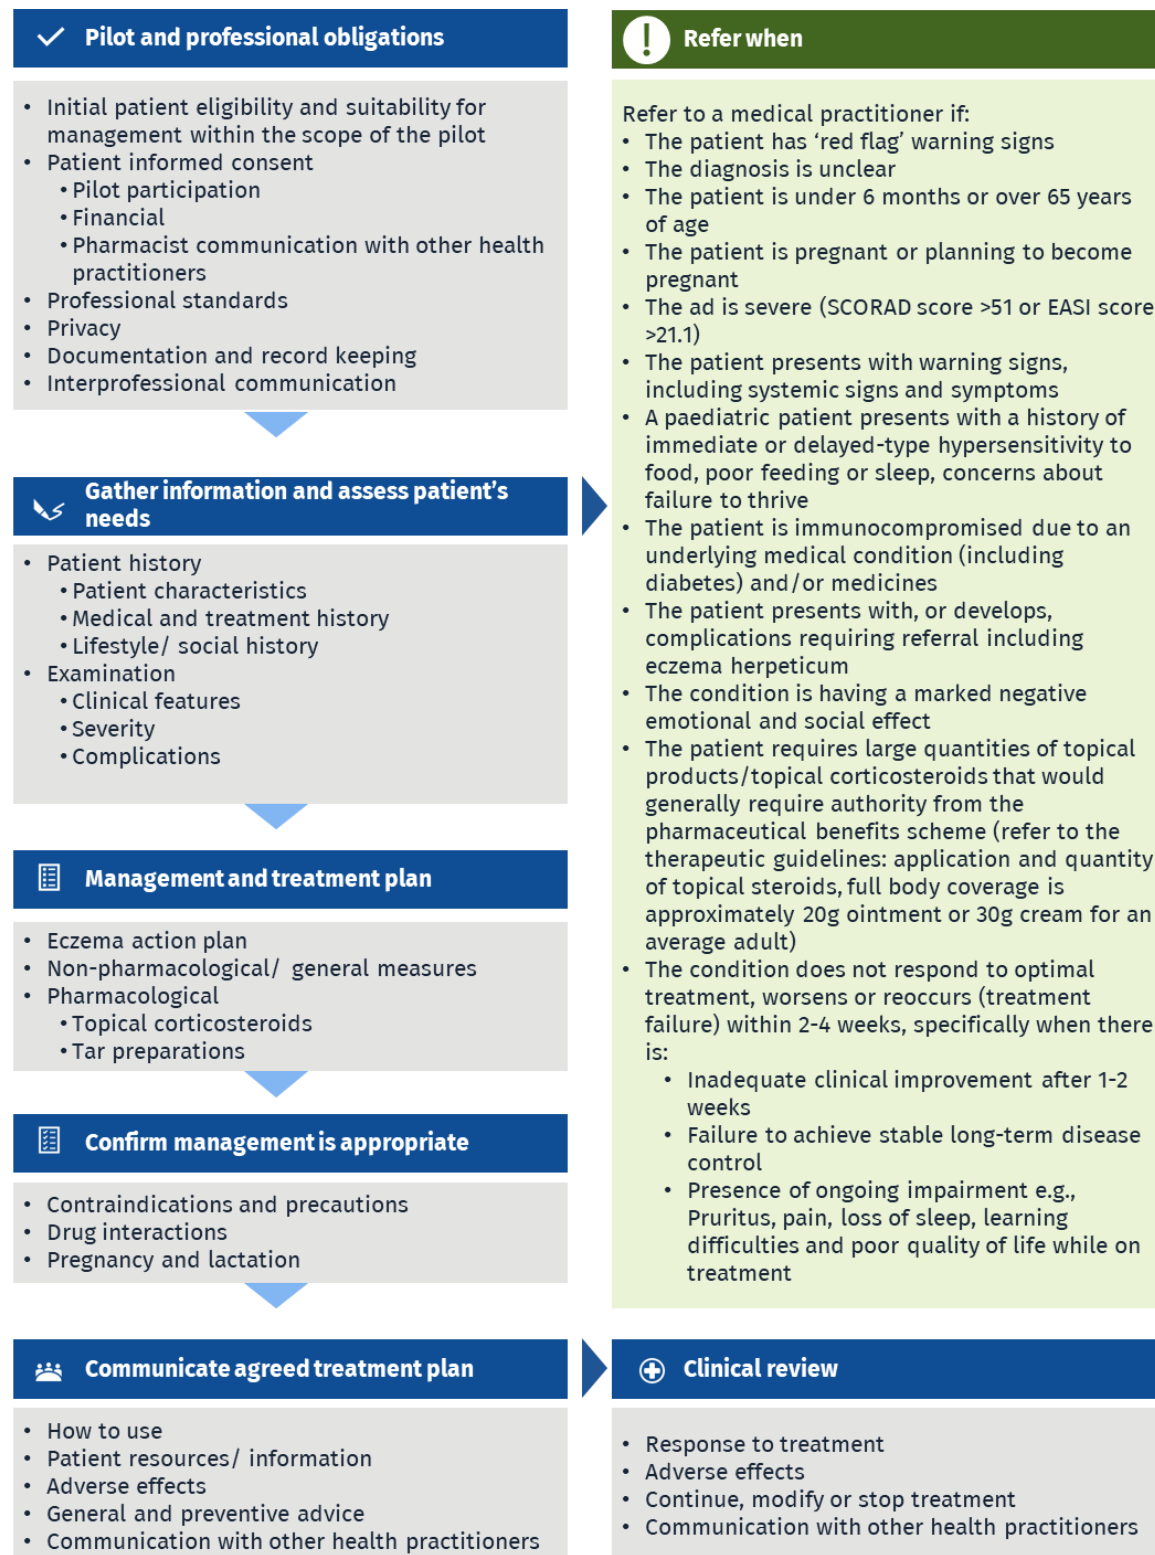 Pilot and professional obligations
• Initial patient eligibility and suitability for
management within the scope of the pilot
• Patient informed consent
• Pilot participation
• Financial
• Pharmacist communication with other health
practitioners
• Professional standards
• Privacy
• Documentation and record keeping
• Interprofessional communication
Gather information and assess patient's
needs
• Patient history
• Patient characteristics
• Medical and treatment history
• Lifestyle/ social history
• Examination
• Clinical features
• Severity
• Complications
Management and treatment plan
• Eczema action plan
• Non-pharmacological/ general measures
• Pharmacological
• Topical corticosteroids
• Tar preparations
Confirm management is appropriate
• Contraindications and precautions
• Drug interactions
• Pregnancy and lactation
Communicate agreed treatment plan
• How to use
• Patient resources/ information
• Adverse effects
• General and preventive advice
• Communication with other health practitioners
! Refer when
Refer to a medical practitioner if:
• The patient has ‘red flag’ warning signs
• The diagnosis is unclear
• The patient is under 6 months or over 65 years
of age
• The patient is pregnant or planning to become
pregnant
• The ad is severe (SCORAD score >51 or EASI score
>21.1)
• The patient presents with warning signs,
including systemic signs and symptoms
• A paediatric patient presents with a history of
immediate or delayed-type hypersensitivity to
food, poor feeding or sleep, concerns about
failure to thrive
• The patient is immunocompromised due to an
underlying medical condition (including
diabetes) and/or medicines
• The patient presents with, or develops,
complications requiring referral including
eczema herpeticum
• The condition is having a marked negative
emotional and social effect
• The patient requires large quantities of topical
products/topical corticosteroids that would
generally require authority from the
pharmaceutical benefits scheme (refer to the
therapeutic guidelines: application and quantity
of topical steroids, full body coverage is
approximately 20g ointment or 30g cream for an
average adult)
• The condition does not respond to optimal
treatment, worsens or reoccurs (treatment
failure) within 2-4 weeks, specifically when there
is:
• Inadequate clinical improvement after 1-2
weeks
• Failure to achieve stable long-term disease
control
• Presence of ongoing impairment e.g.,
Pruritus, pain, loss of sleep, learning
difficulties and poor quality of life while on
treatment
Clinical review
• Response to treatment
• Adverse effects
• Continue, modify or stop treatment
• Communication with other health practitioners